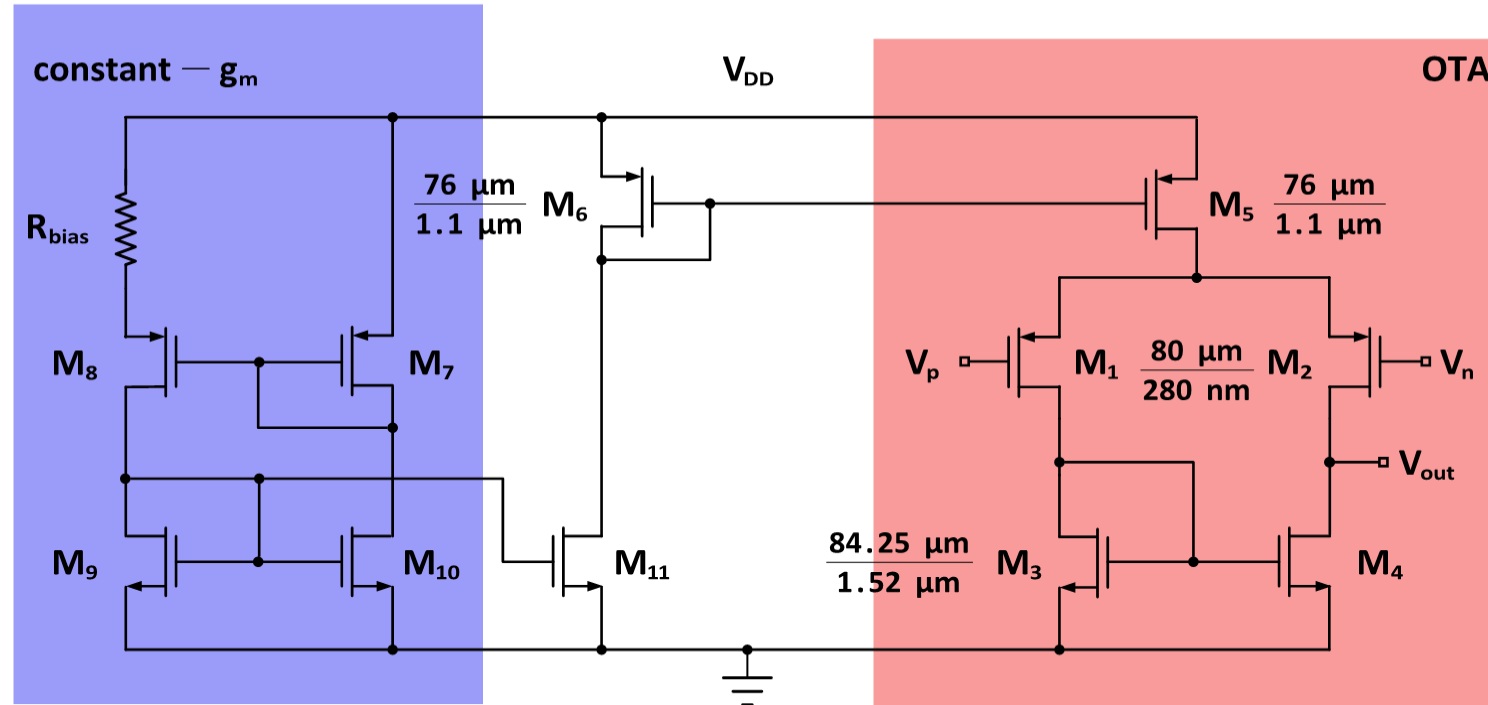 constant — gm
VDD
OTA
76 μm
1.1 μm
M6
M5
76 μm
1.1 μm
Rbias
M8
M7
Vp
M1
80 μm
280 nm
M2
Vn
Vout
M9
M10
M11
84.25 μm
1.52 μm
M3
M4